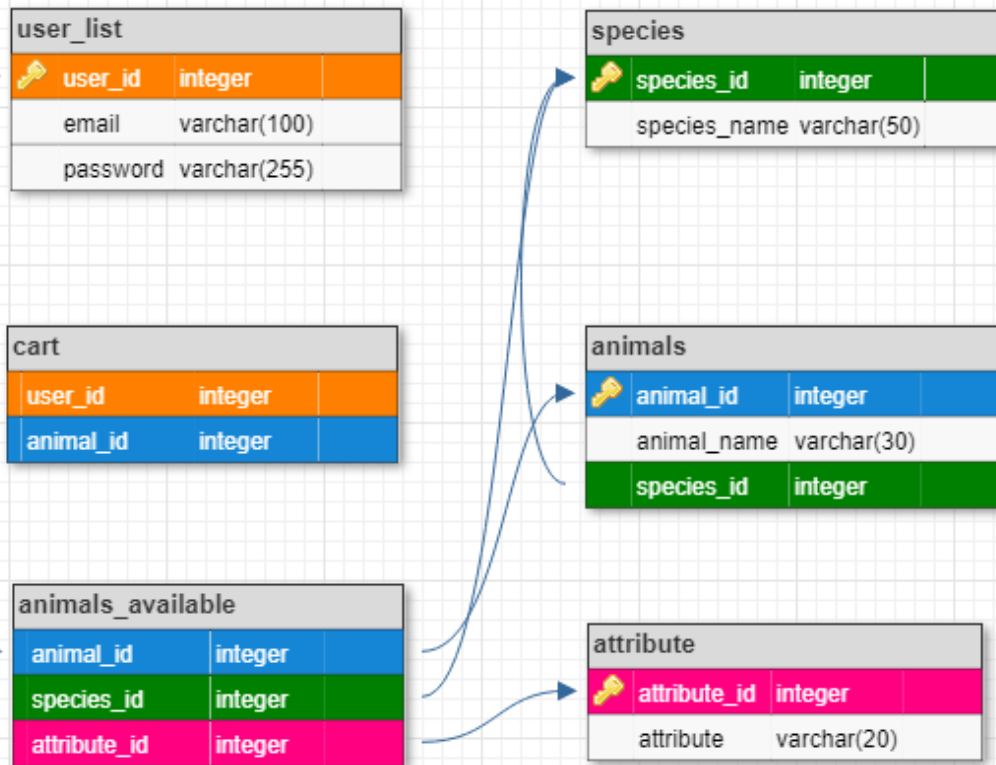 user_list
user_id integer
email varchar(100)
password varchar(255)
species
species_id integer
species_name varchar(50)
cart
user_id integer
animal_id integer
animals
animal_id integer
animal_name varchar(30)
species_id integer
animals_available
animal_id integer
species_id integer
attribute_id integer
attribute
attribute_id integer
attribute varchar(20)